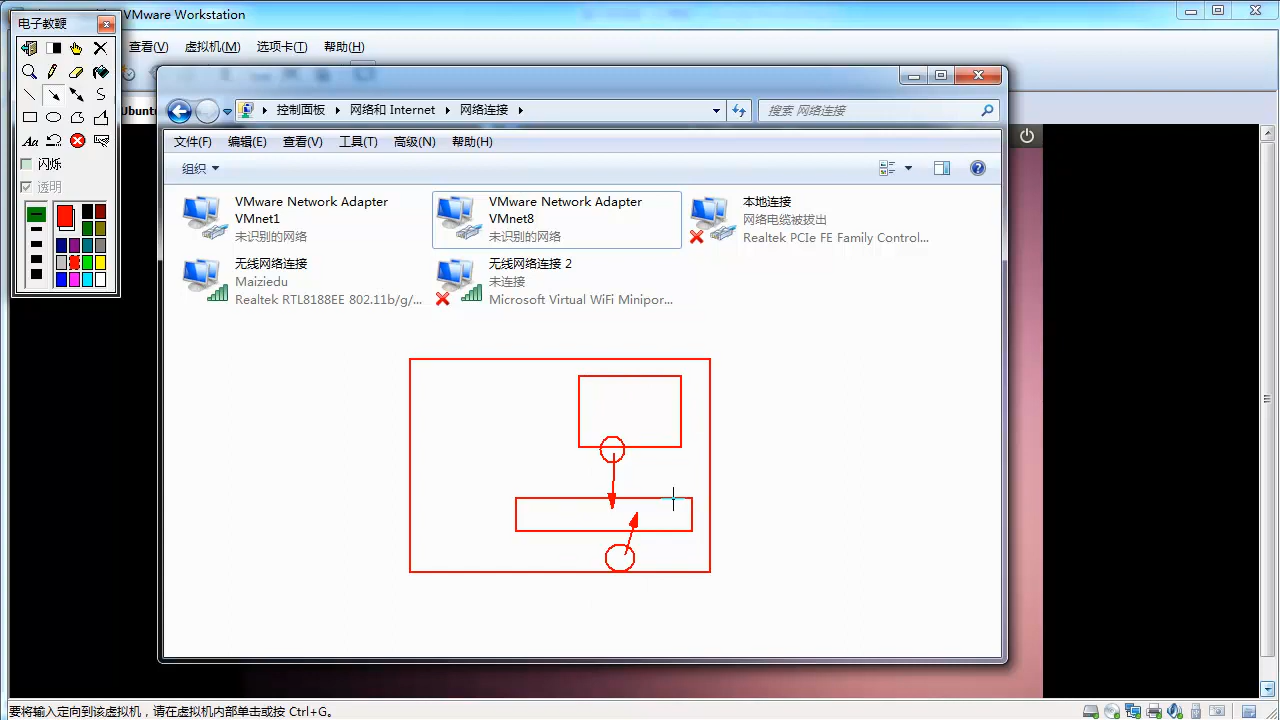 电子教鞭
VMware Workstation
查看(V)
虚拟机(M)
选项卡(T)
帮助(H)
Ubunt
Aa
闪烁
透明
控制面板
网络和 Internet
网络连接
搜索 网络连接
文件(F)
编辑(E)
查看(V)
工具(T)
高级(N)
帮助(H)
组织
VMware Network Adapter
VMnet1
未识别的网络
VMware Network Adapter
VMnet8
未识别的网络
本地连接
网络电缆被拔出
Realtek PCIe FE Family Control...
无线网络连接
Maiziedu
Realtek RTL8188EE 802.11b/g/...
无线网络连接 2
未连接
Microsoft Virtual WiFi Minipor...
要将输入定向到该虚拟机，请在虚拟机内部单击或按 Ctrl+G。